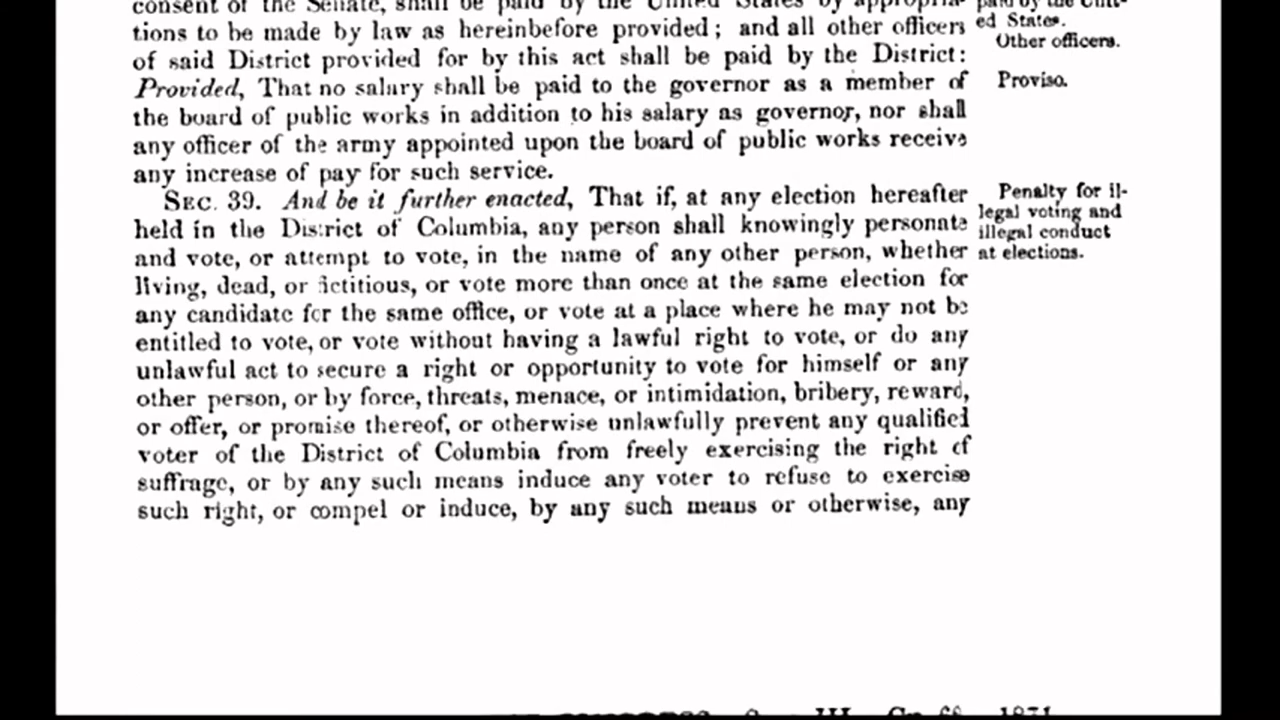 consent of the Senate, shall be paid by the United States by appropria-
tions to be made by law as hereinbefore provided; and all other officers
of said District provided for by this act shall be paid by the District:
Provided, That no salary shall be paid to the governor as a member of
the board of public works in addition to his salary as governor, nor shall
any officer of the army appointed upon the board of public works receive
any increase of pay for such service.
SEC. 39. And be it further enacted, That if, at any election hereafter
held in the District of Columbia, any person shall knowingly personate
and vote, or attempt to vote, in the name of any other person, whether
living, dead, or fictitious, or vote more than once at the same election for
any candidate for the same office, or vote at a place where he may not be
entitled to vote, or vote without having a lawful right to vote, or do any
unlawful act to secure a right or opportunity to vote for himself or any
other person, or by force, threats, menace, or intimidation, bribery, reward,
or offer, or promise thereof, or otherwise unlawfully prevent any qualified
voter of the District of Columbia from freely exercising the right of
suffrage, or by any such means induce any voter to refuse to exercise
such right, or compel or induce, by any such means or otherwise, any
paid by the Unit-
ed States.
Other officers.
Proviso.
Penalty for il-
legal voting and
illegal conduct
at elections.
III. 1871